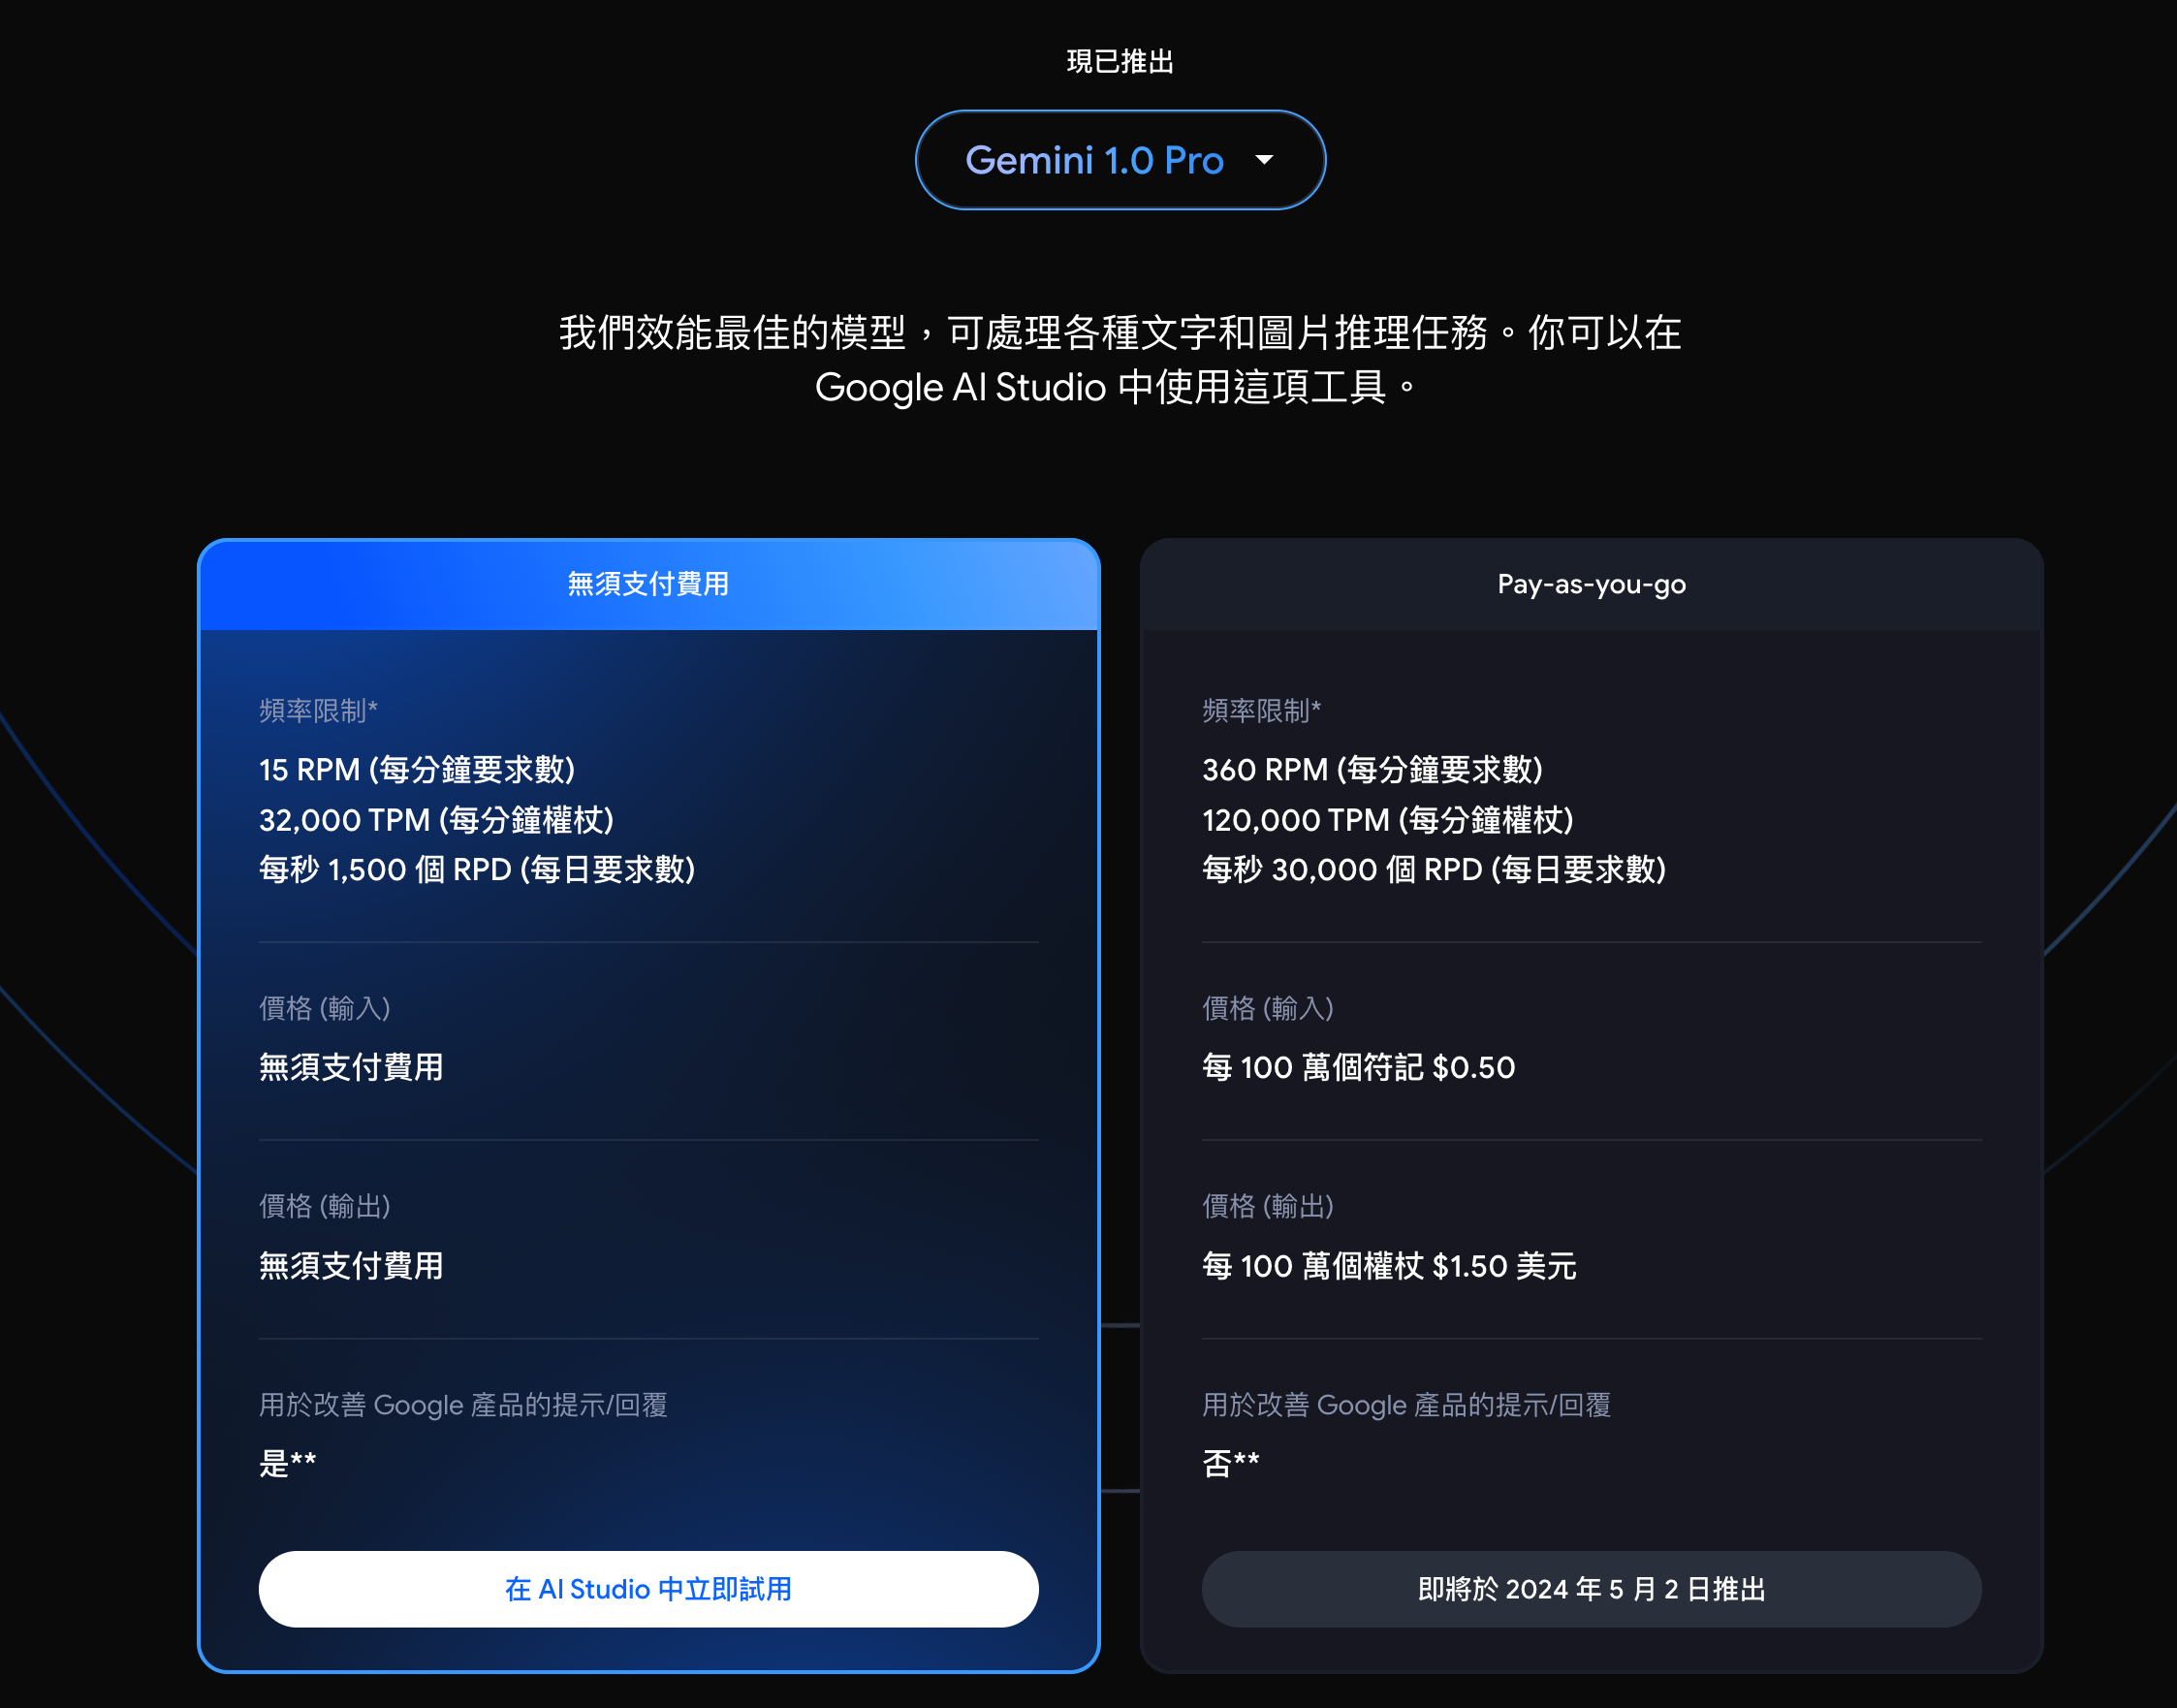 現已推出
Gemini 1.0 Pro
我們效能最佳的模型，可處理各種文字和圖片推理任務。你可以在
Google AI Studio 中使用這項工具。
無須支付費用
頻率限制*
15 RPM (每分鐘要求數)
32,000 TPM (每分鐘權杖)
每秒 1,500 個 RPD (每日要求數)
價格 (輸入)
無須支付費用
價格 (輸出)
無須支付費用
用於改善 Google 產品的提示/回覆
是**
在 AI Studio 中立即試用
Pay-as-you-go
頻率限制*
360 RPM (每分鐘要求數)
120,000 TPM (每分鐘權杖)
每秒 30,000 個 RPD (每日要求數)
價格 (輸入)
每 100 萬個符記 $0.50
價格 (輸出)
每 100 萬個權杖 $1.50 美元
用於改善 Google 產品的提示/回覆
否**
即將於 2024 年 5 月 2 日推出